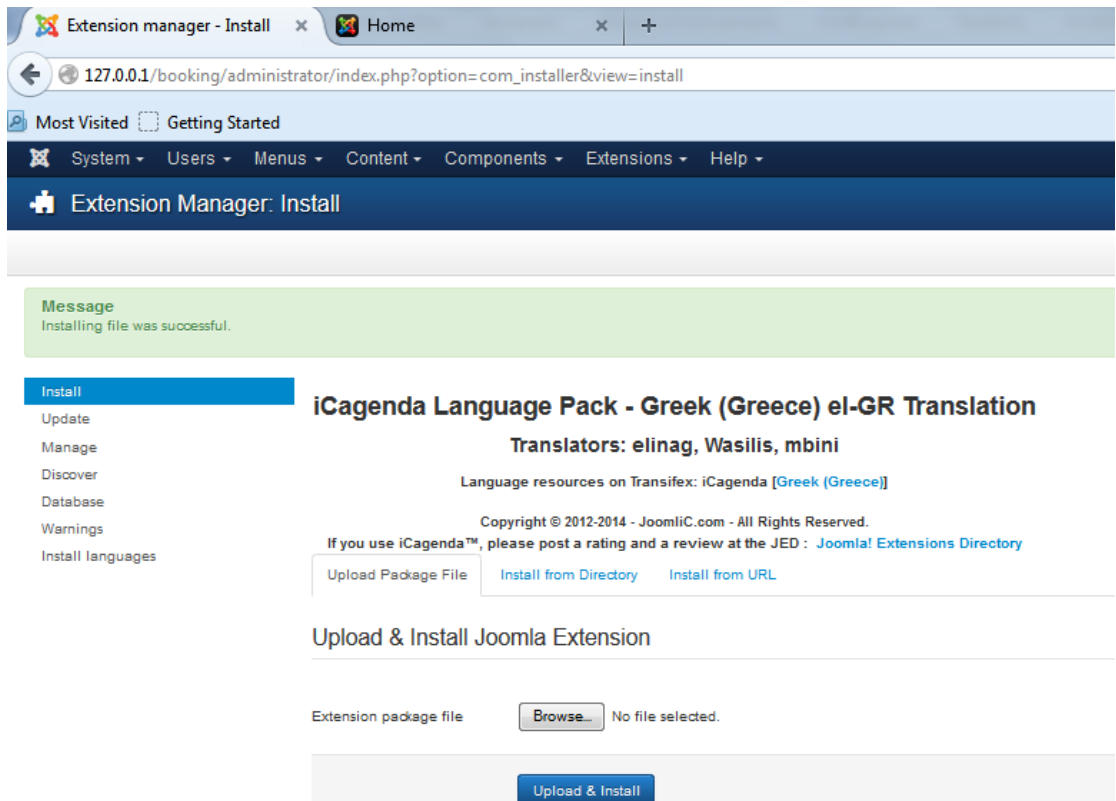 Extension manager - Install
Home
127.0.0.1/booking/administrator/index.php?option=com_installer&view=install
Most Visited Getting Started
System Users Menus Content Components Extensions Help
Extension Manager: Install
Message
Installing file was successful.
Install
Update
Manage
Discover
Database
Warnings
Install languages
iCagenda Language Pack - Greek (Greece) el-GR Translation
Translators: elinag, Wasilis, mbini
Language resources on Transifex: iCagenda [Greek (Greece)]
Copyright © 2012-2014 - JoomliC.com - All Rights Reserved.
If you use iCagenda™, please post a rating and a review at the JED : Joomla! Extensions Directory
Upload Package File Install from Directory Install from URL
Upload & Install Joomla Extension
Extension package file Browse... No file selected.
Upload & Install